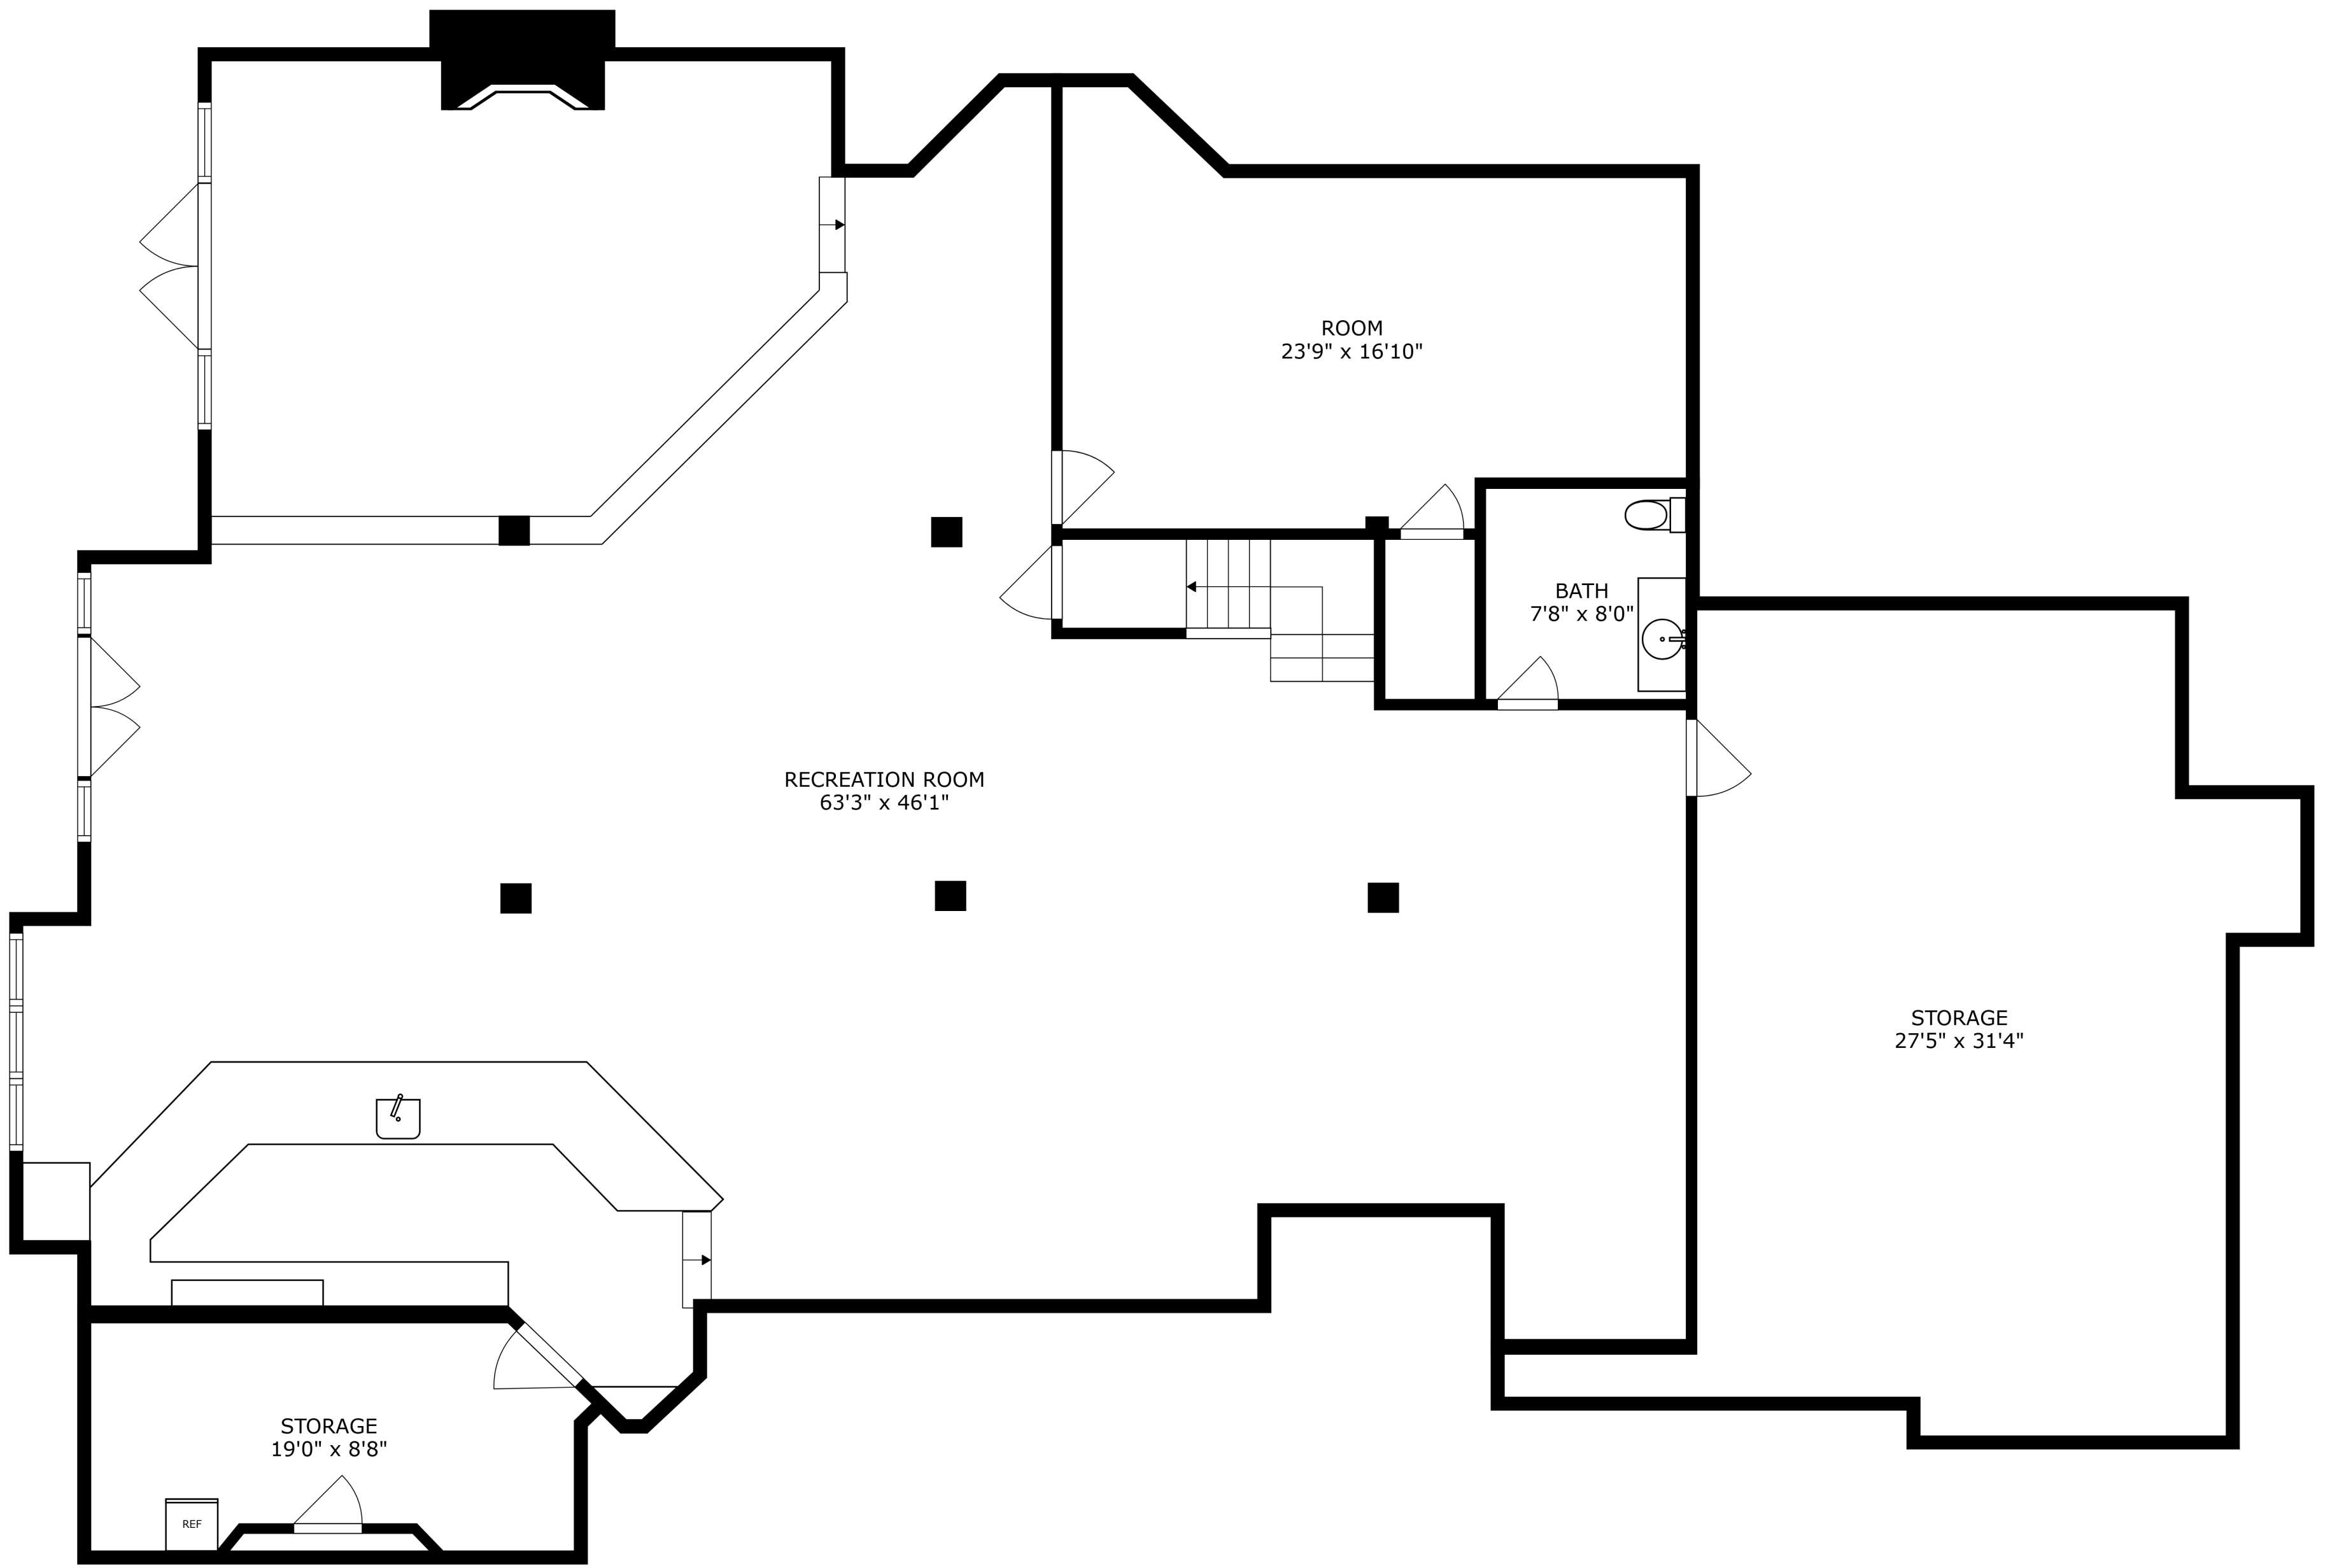 ROOM
23'9" x 16'10"
BATH
7'8" x 8'0"
RECREATION ROOM
63'3" x 46'1"
STORAGE
27'5" x 31'4"
STORAGE
19'0" x 8'8"
REF